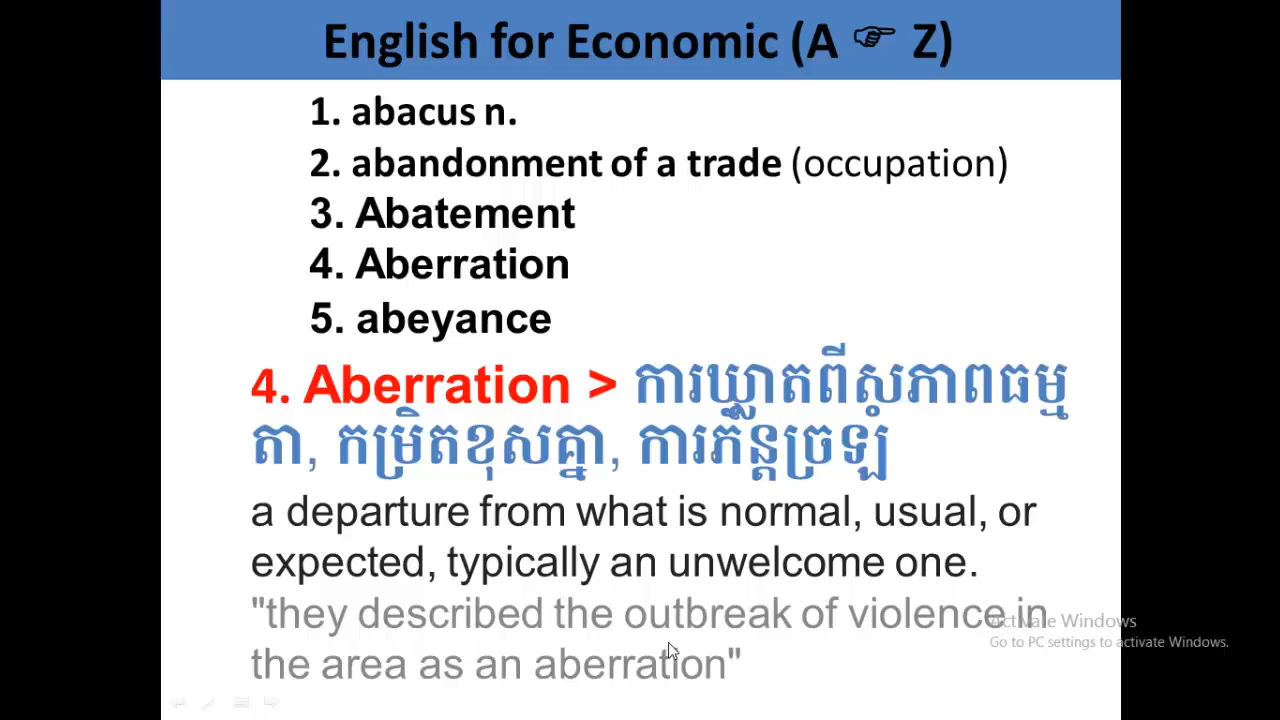 English for Economic (A ☞ Z)
1. abacus n.
2. abandonment of a trade (occupation)
3. Abatement
4. Aberration
5. abeyance
4. Aberration > ការឃ្លាតពីសភាពធម្ម
តា, កម្រិតខុសគ្នា, ការភ័ន្តច្រឡំ
a departure from what is normal, usual, or
expected, typically an unwelcome one.
"they described the outbreak of violence in
the area as an aberration"
Activate Windows
Go to PC settings to activate Windows.